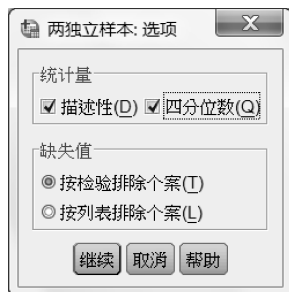 两独立样本: 选项
统计量
描述性(D) 四分位数(Q)
缺失值
按检验排除个案(T)
按列表排除个案(L)
继续 取消 帮助